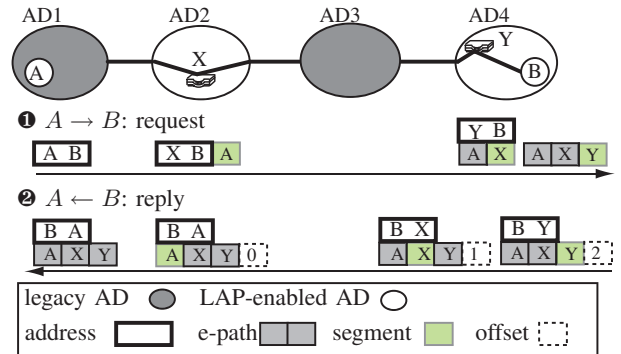 AD1 AD2 AD3 AD4
A X Y B
❶ A → B: request
Y B
A B X B A A X A X Y
❷ A ← B: reply
B A B A B X B Y
A X Y A X Y 0 A X Y 1 A X Y 2
legacy AD LAP-enabled AD
address e-path segment offset